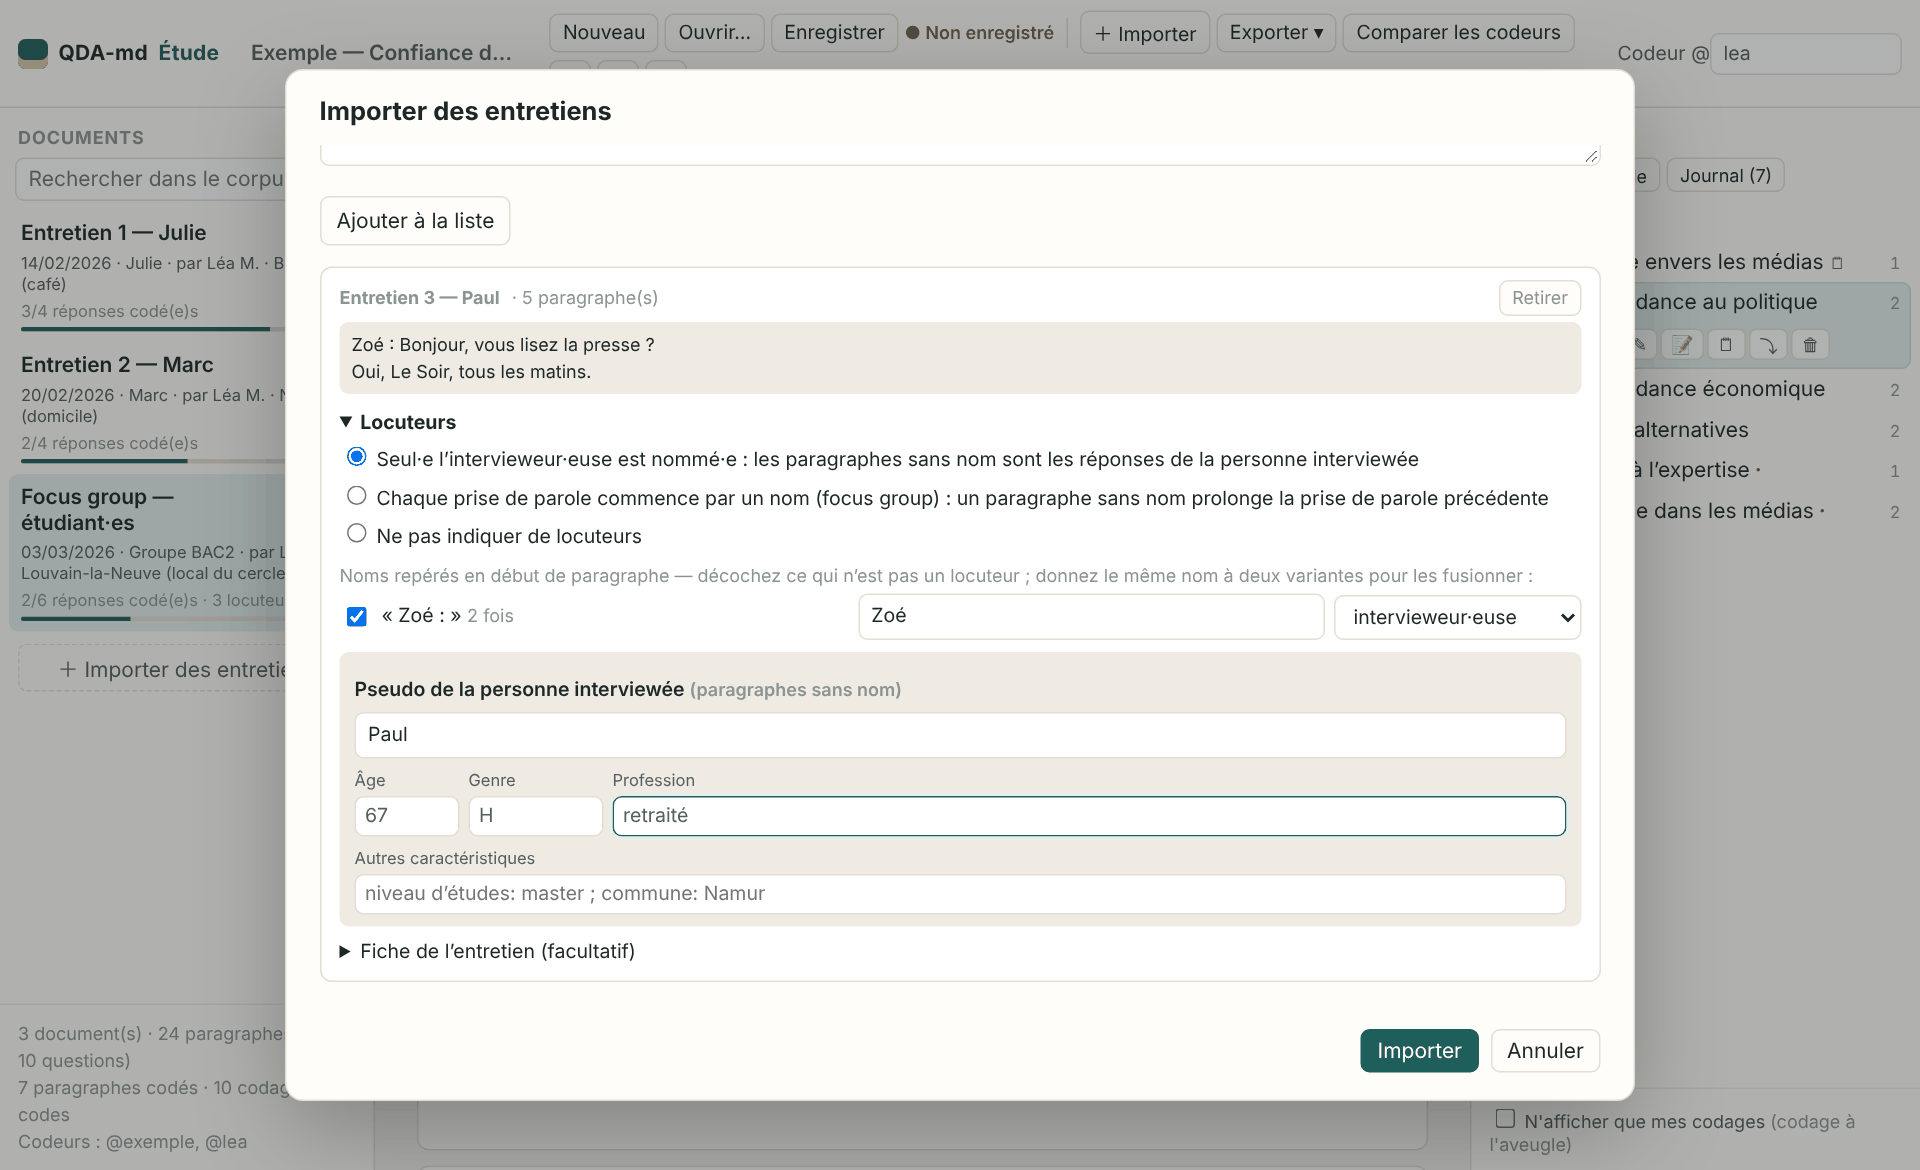 QDA-md Étude
Exemple — Confiance d...
Nouveau
Ouvrir...
Enregistrer
Non enregistré
Importer
Exporter ▾
Comparer les codeurs
Codeur @
lea
Importer des entretiens
DOCUMENTS
Rechercher dans le corpu
Entretien 1 — Julie
14/02/2026 · Julie · par Léa M. · B
(café)
3/4 réponses codé(e)s
Entretien 2 — Marc
20/02/2026 · Marc · par Léa M. · N
(domicile)
2/4 réponses codé(e)s
Focus group —
étudiant·es
03/03/2026 · Groupe BAC2 · par L
Louvain-la-Neuve (local du cercle
2/6 réponses codé(e)s · 3 locuteu
+ Importer des entretie
3 document(s) · 24 paragraphe
10 questions)
7 paragraphes codés · 10 codag
codes
Codeurs : @exemple, @lea
Ajouter à la liste
Entretien 3 — Paul · 5 paragraphe(s)
Retirer
Zoé : Bonjour, vous lisez la presse ?
Oui, Le Soir, tous les matins.
▼ Locuteurs
Seul·e l’intervieweur·euse est nommé·e : les paragraphes sans nom sont les réponses de la personne interviewée
Chaque prise de parole commence par un nom (focus group) : un paragraphe sans nom prolonge la prise de parole précédente
Ne pas indiquer de locuteurs
Noms repérés en début de paragraphe — décochez ce qui n’est pas un locuteur ; donnez le même nom à deux variantes pour les fusionner :
« Zoé : » 2 fois
Zoé
intervieweur·euse
Pseudo de la personne interviewée (paragraphes sans nom)
Paul
Âge
Genre
Profession
67
H
retraité
Autres caractéristiques
niveau d’études: master ; commune: Namur
▶ Fiche de l’entretien (facultatif)
Importer
Annuler
e
Journal (7)
e envers les médias
1
dance au politique
2
dance économique
2
alternatives
2
à l’expertise ·
1
e dans les médias ·
2
N'afficher que mes codages (codage à
l'aveugle)